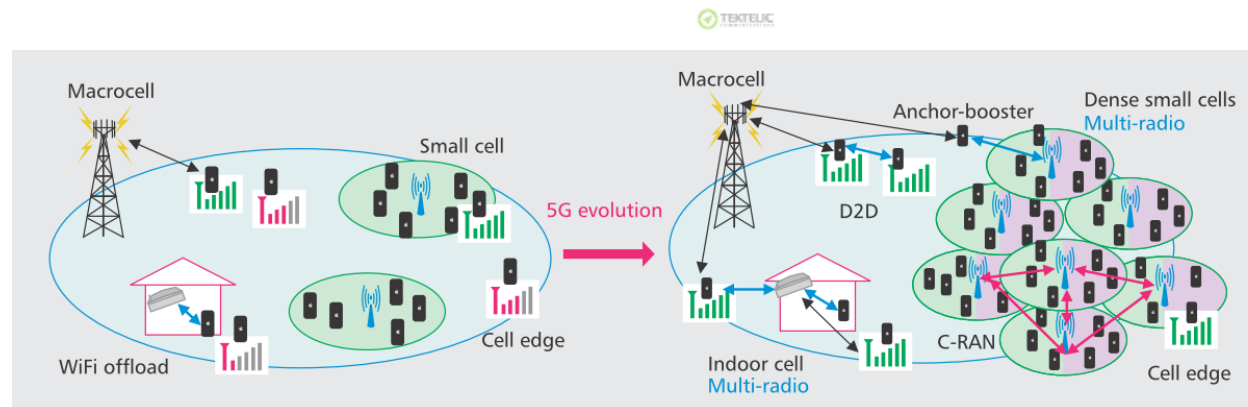 TEKTELIC
COMMUNICATIONS
Macrocell
Small cell
WiFi offload
Cell edge
5G evolution
Macrocell
Anchor-booster
Dense small cells
Multi-radio
D2D
Indoor cell
Multi-radio
C-RAN
Cell edge